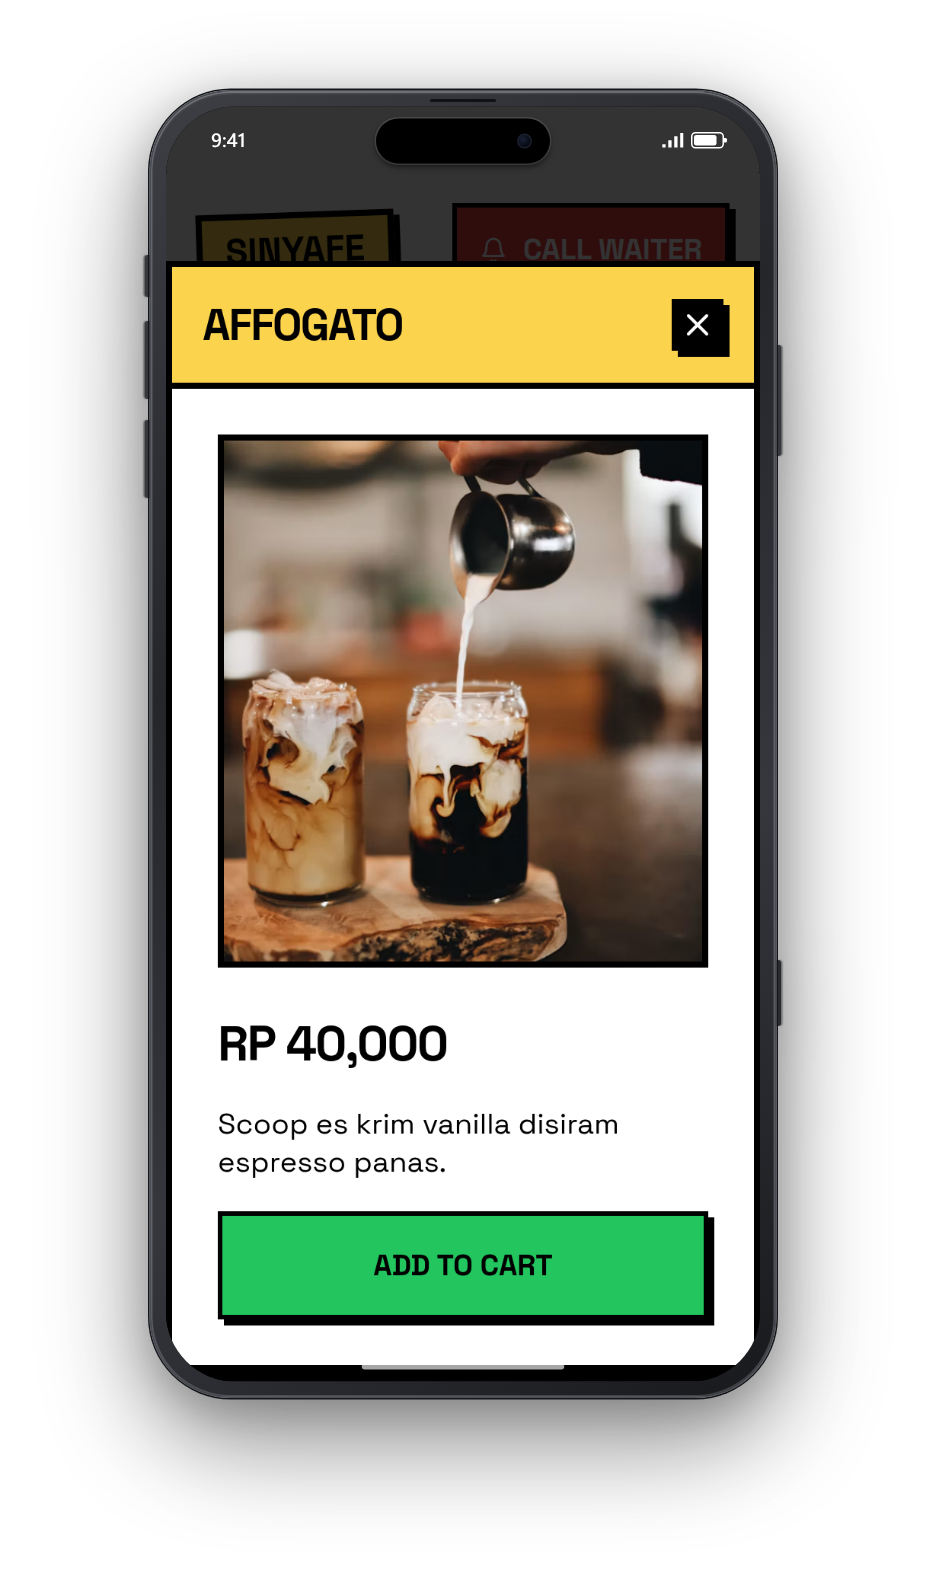 9:41
SINYAFE
CALL WAITER
AFFOGATO
RP 40,000
Scoop es krim vanilla disiram
espresso panas.
ADD TO CART